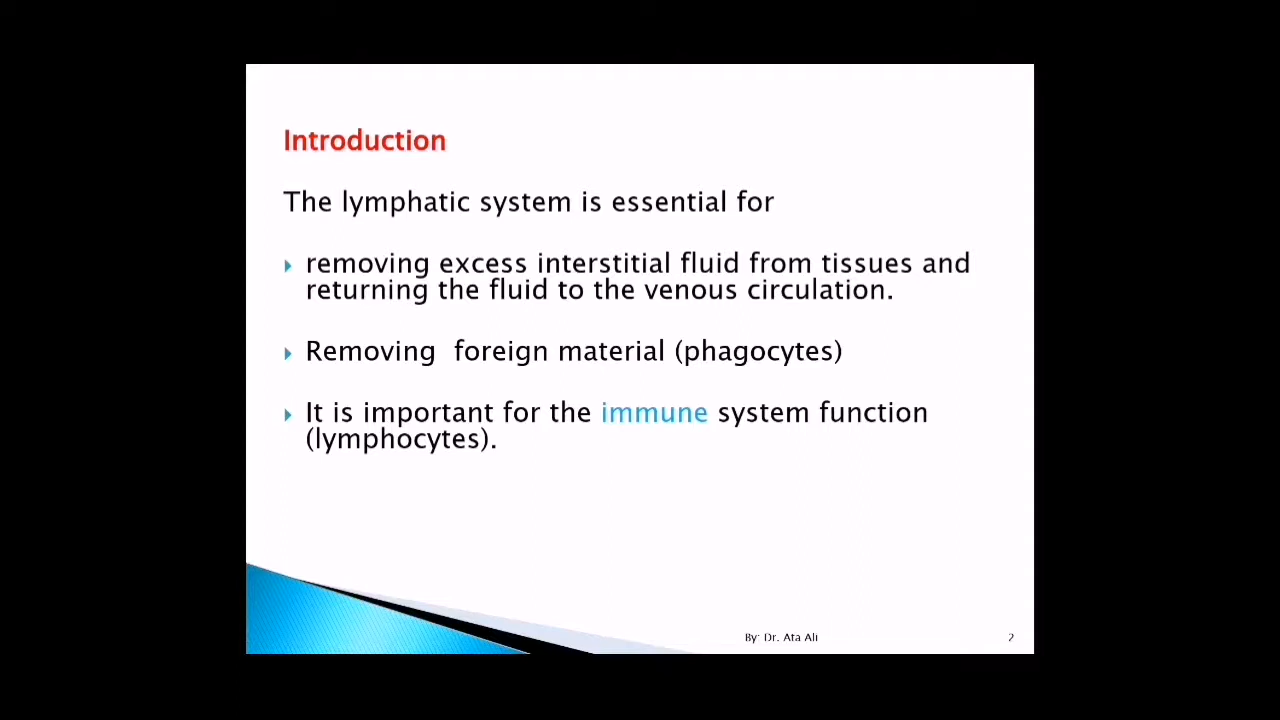 Introduction
The lymphatic system is essential for
removing excess interstitial fluid from tissues and
returning the fluid to the venous circulation.
Removing  foreign material (phagocytes)
It is important for the immune system function
(lymphocytes).
By: Dr. Ata Ali
2